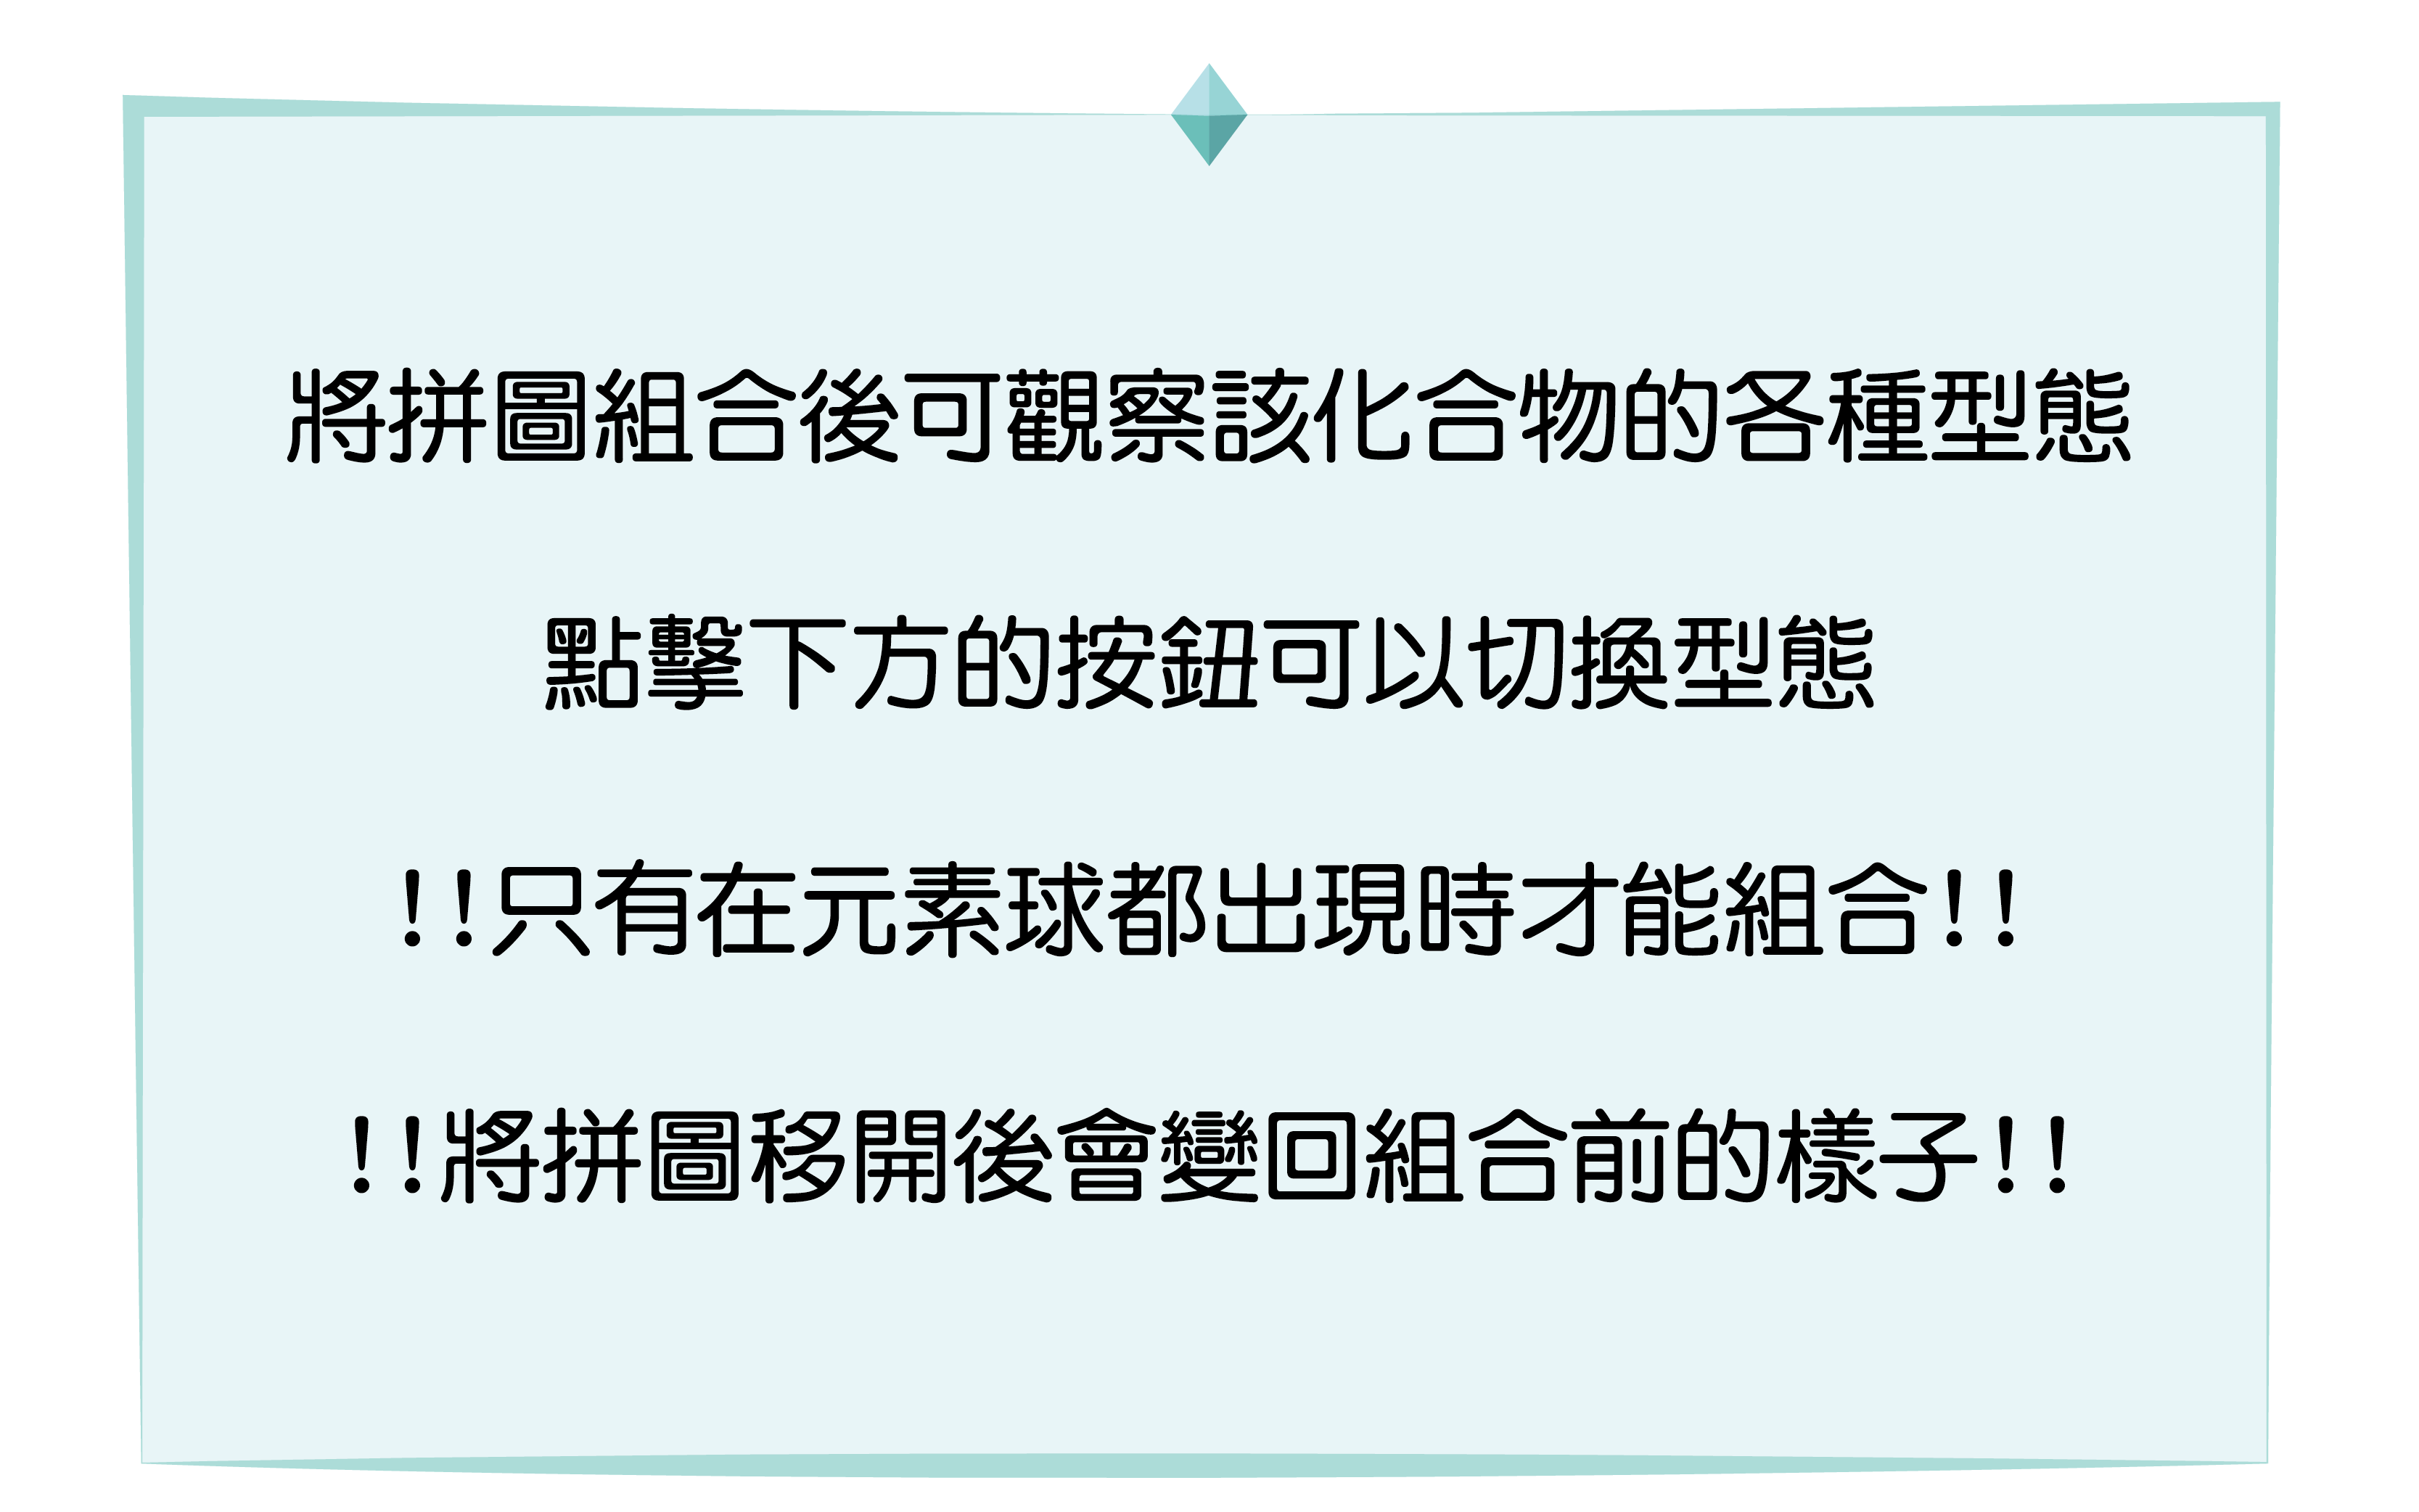 將拼圖組合後可觀察該化合物的各種型態
點擊下方的按鈕可以切換型態
!!只有在元素球都出現時才能組合!!
!!將拼圖移開後會變回組合前的樣子!!